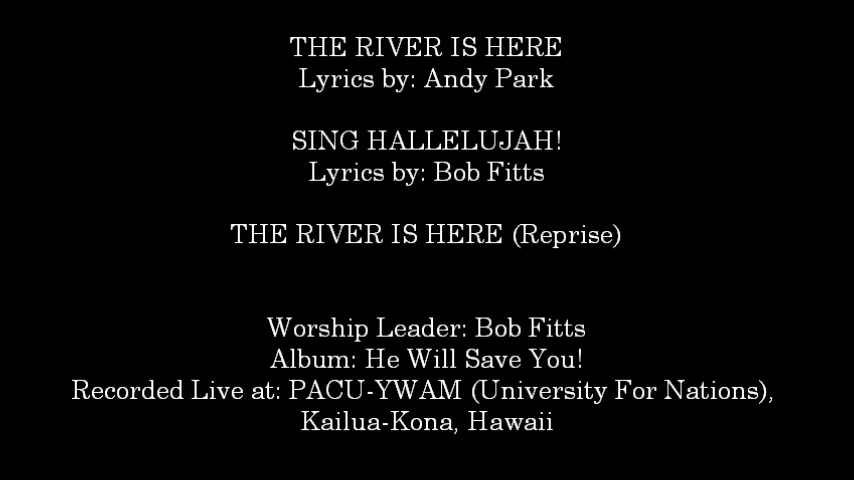 THE RIVER IS HERE
Lyrics by: Andy Park
SING HALLELUJAH!
Lyrics by: Bob Fitts
THE RIVER IS HERE (Reprise)
Worship Leader: Bob Fitts
Album: He Will Save You!
Recorded Live at: PACU-YWAM (University For Nations),
Kailua-Kona, Hawaii